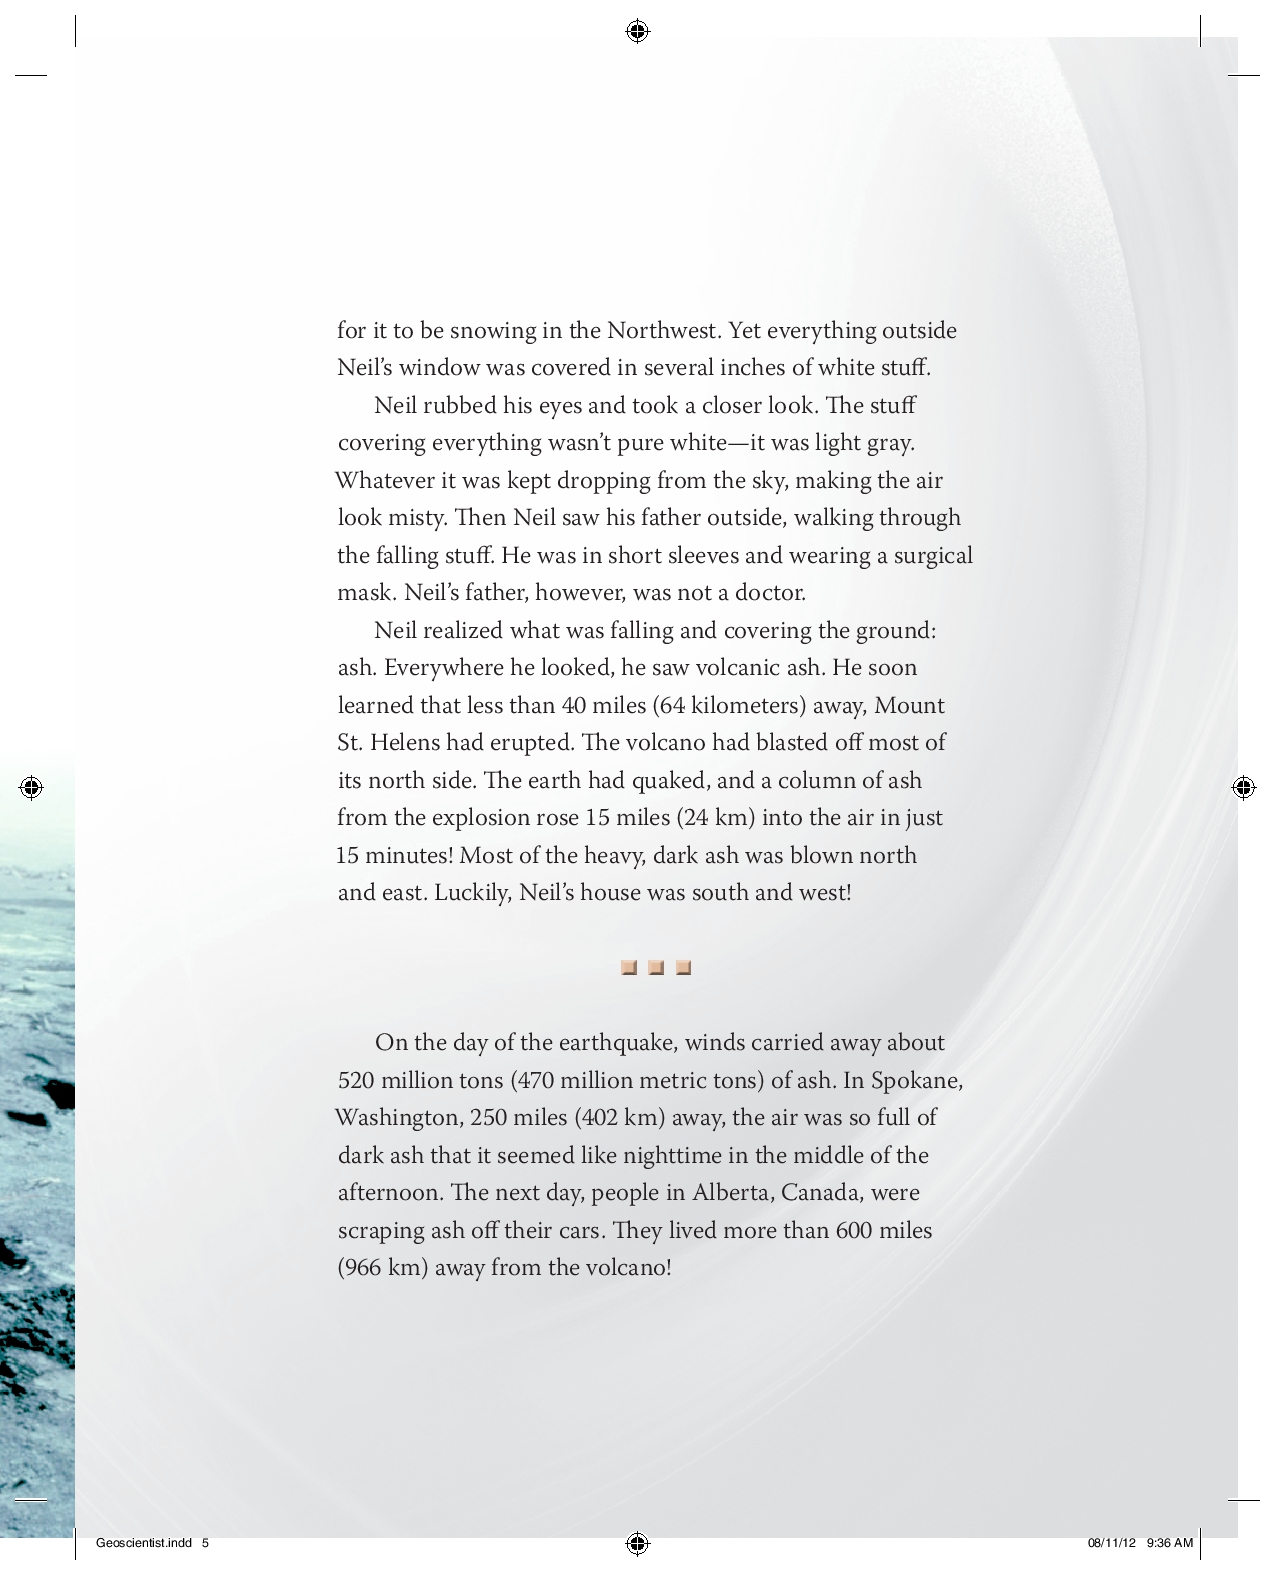 for it to be snowing in the Northwest. Yet everything outside
Neil’s window was covered in several inches of white stuff.
Neil rubbed his eyes and took a closer look. The stuff
covering everything wasn’t pure white—it was light gray.
Whatever it was kept dropping from the sky, making the air
look misty. Then Neil saw his father outside, walking through
the falling stuff. He was in short sleeves and wearing a surgical
mask. Neil’s father, however, was not a doctor.
Neil realized what was falling and covering the ground:
ash. Everywhere he looked, he saw volcanic ash. He soon
learned that less than 40 miles (64 kilometers) away, Mount
St. Helens had erupted. The volcano had blasted off most of
its north side. The earth had quaked, and a column of ash
from the explosion rose 15 miles (24 km) into the air in just
15 minutes! Most of the heavy, dark ash was blown north
and east. Luckily, Neil’s house was south and west!
On the day of the earthquake, winds carried away about
520 million tons (470 million metric tons) of ash. In Spokane,
Washington, 250 miles (402 km) away, the air was so full of
dark ash that it seemed like nighttime in the middle of the
afternoon. The next day, people in Alberta, Canada, were
scraping ash off their cars. They lived more than 600 miles
(966 km) away from the volcano!
Geoscientist.indd 5
08/11/12 9:36 AM